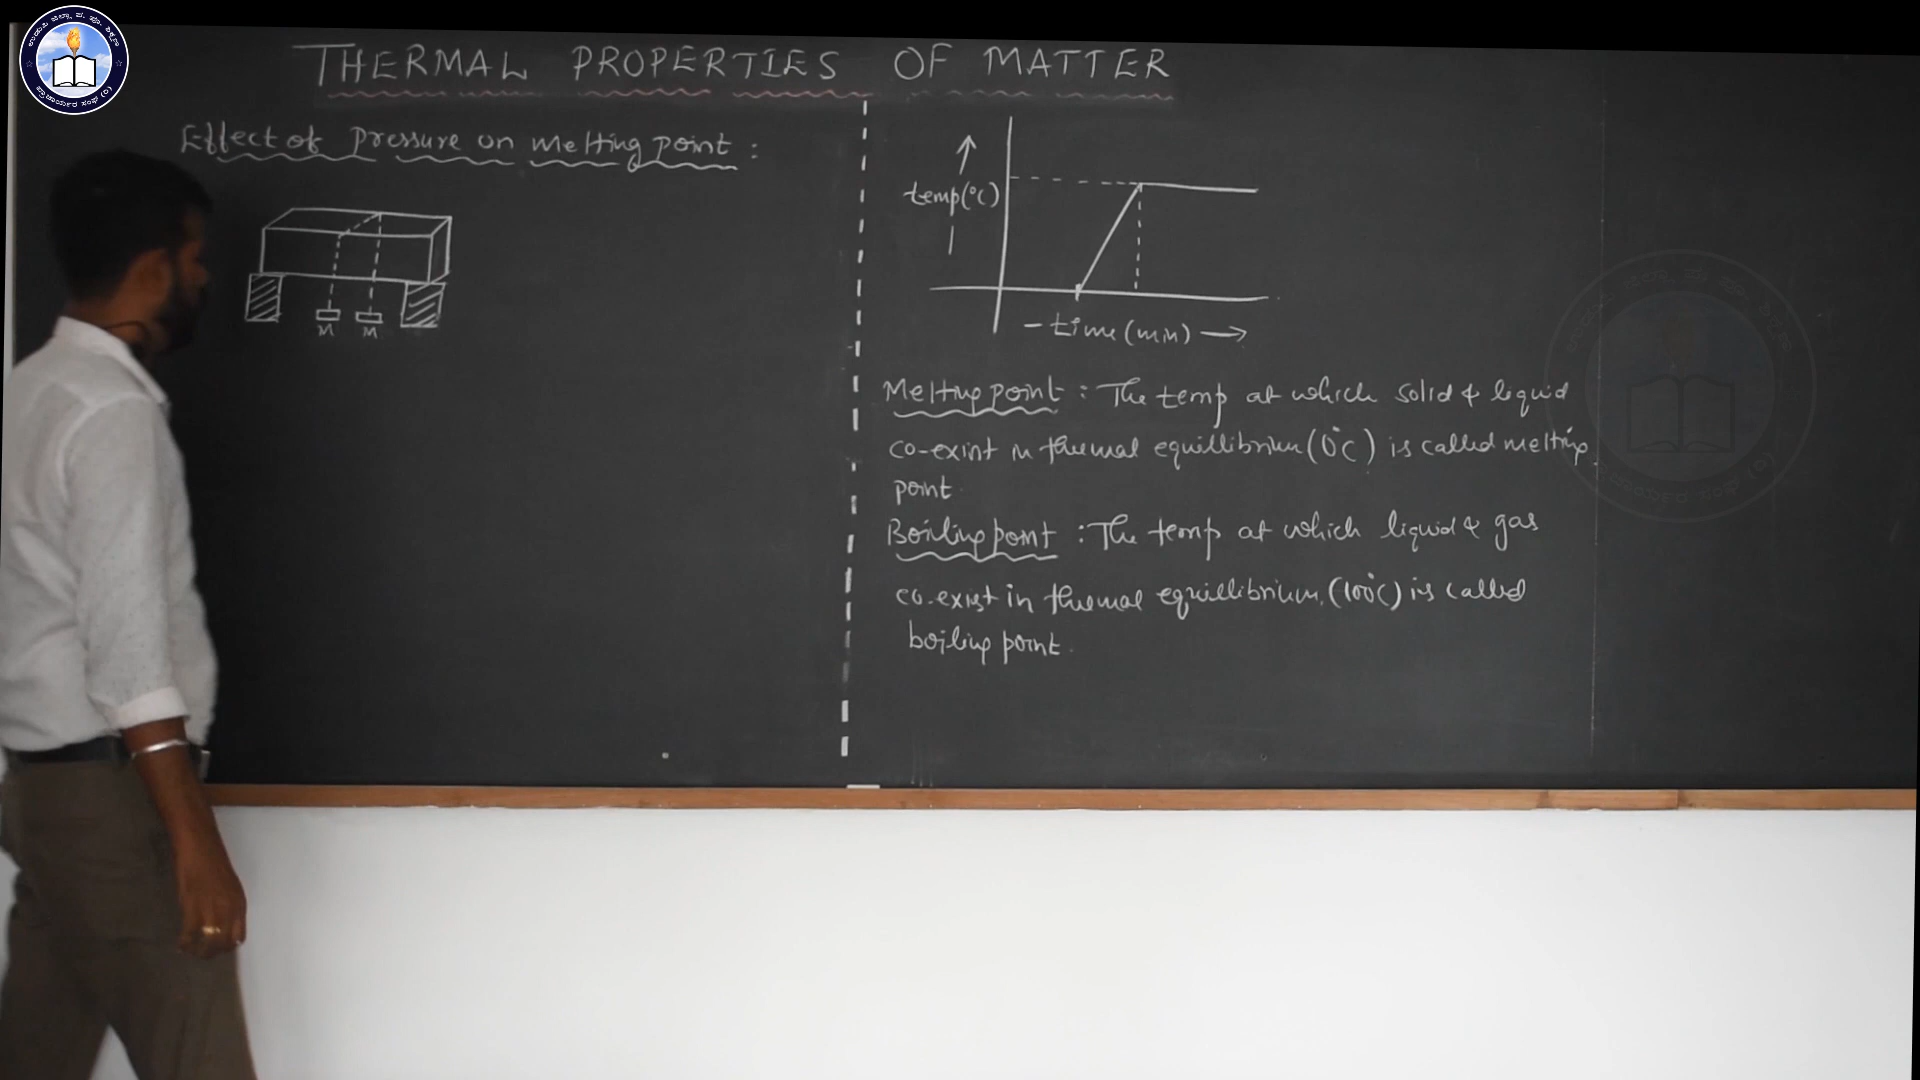 THERMAL PROPERTIES OF MATTER
Effect of pressure on melting point :
M M
temp(°c)
time (min)
Melting point : The temp at which solid & liquid
co-exist in thermal equillibrium (0°C) is called melting
point.
Boiling point : The temp at which liquid & gas
co-exist in thermal equillibrium. (100°C) is called
boiling point.